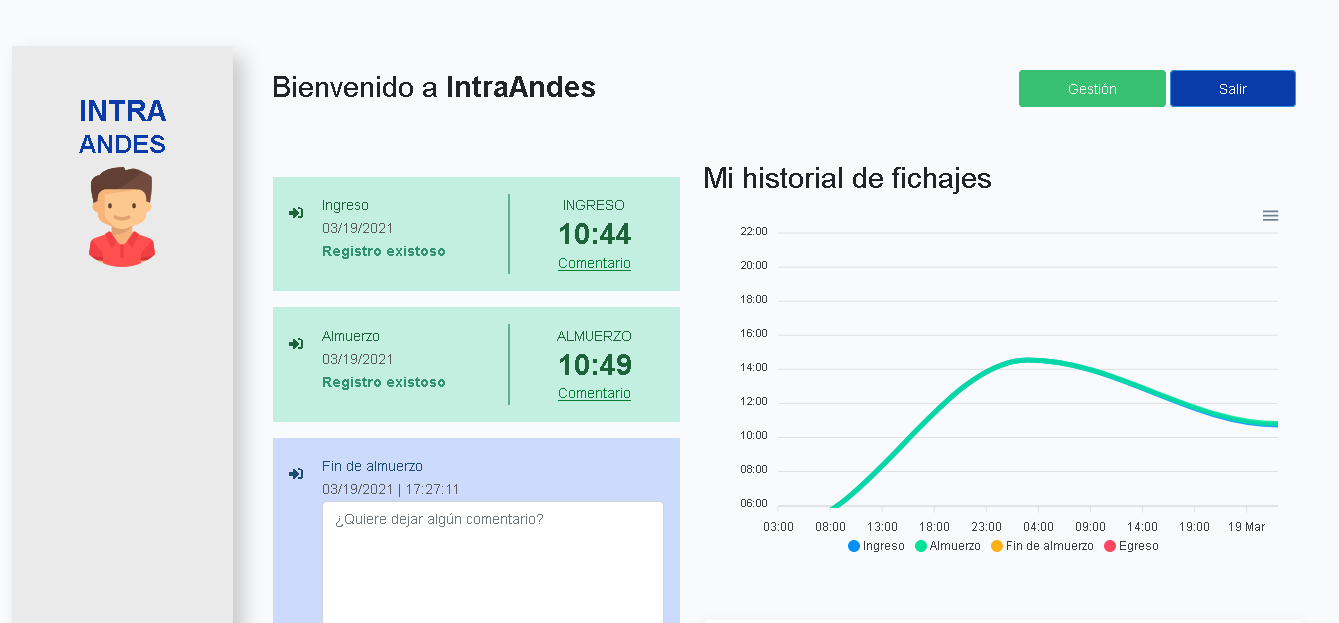 INTRA
ANDES
Bienvenido a IntraAndes
Gestión
Salir
Ingreso
03/19/2021
Registro existoso
INGRESO
10:44
Comentario
Almuerzo
03/19/2021
Registro existoso
ALMUERZO
10:49
Comentario
Fin de almuerzo
03/19/2021 | 17:27:11
¿Quiere dejar algún comentario?
Mi historial de fichajes
22:00
20:00
18:00
16:00
14:00
12:00
10:00
08:00
06:00
03:00 08:00 13:00 18:00 23:00 04:00 09:00 14:00 19:00 19 Mar
Ingreso Almuerzo Fin de almuerzo Egreso